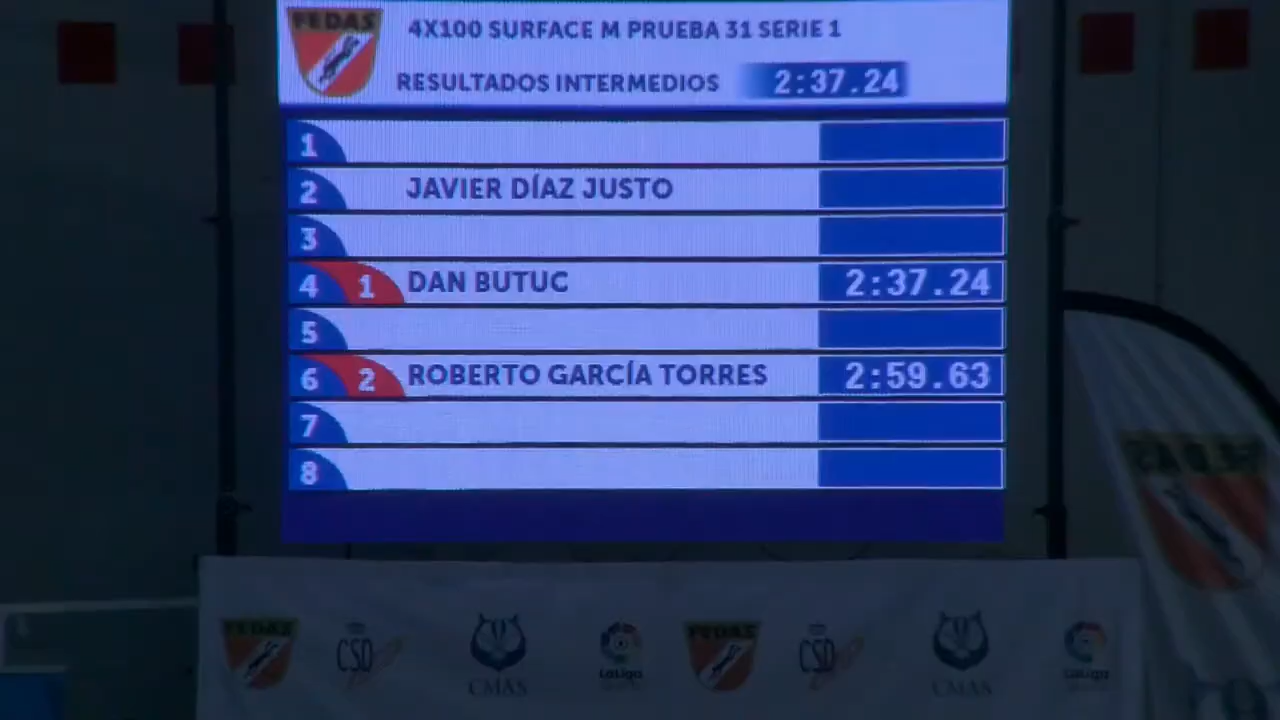 FEDAS
4X100 SURFACE M PRUEBA 31 SERIE 1
RESULTADOS INTERMEDIOS 2:37.24
1
2 JAVIER DÍAZ JUSTO
3
4 1 DAN BUTUC 2:37.24
5
6 2 ROBERTO GARCÍA TORRES 2:59.63
7
8
FEDAS CSD CMAS LaLiga FEDAS CSD CMAS LaLiga